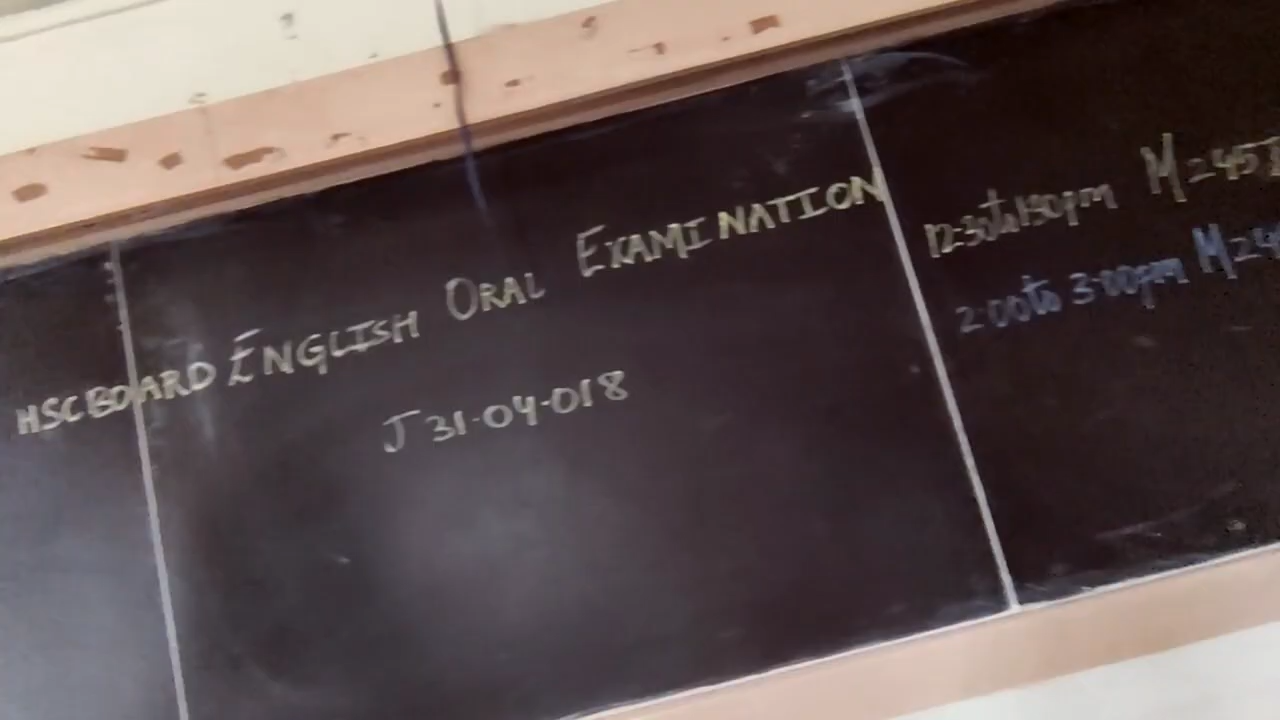 HSC BOARD ENGLISH ORAL EXAMINATION
J 31-04-018
12:30 to 1:30pm
2:00 to 3:00pm